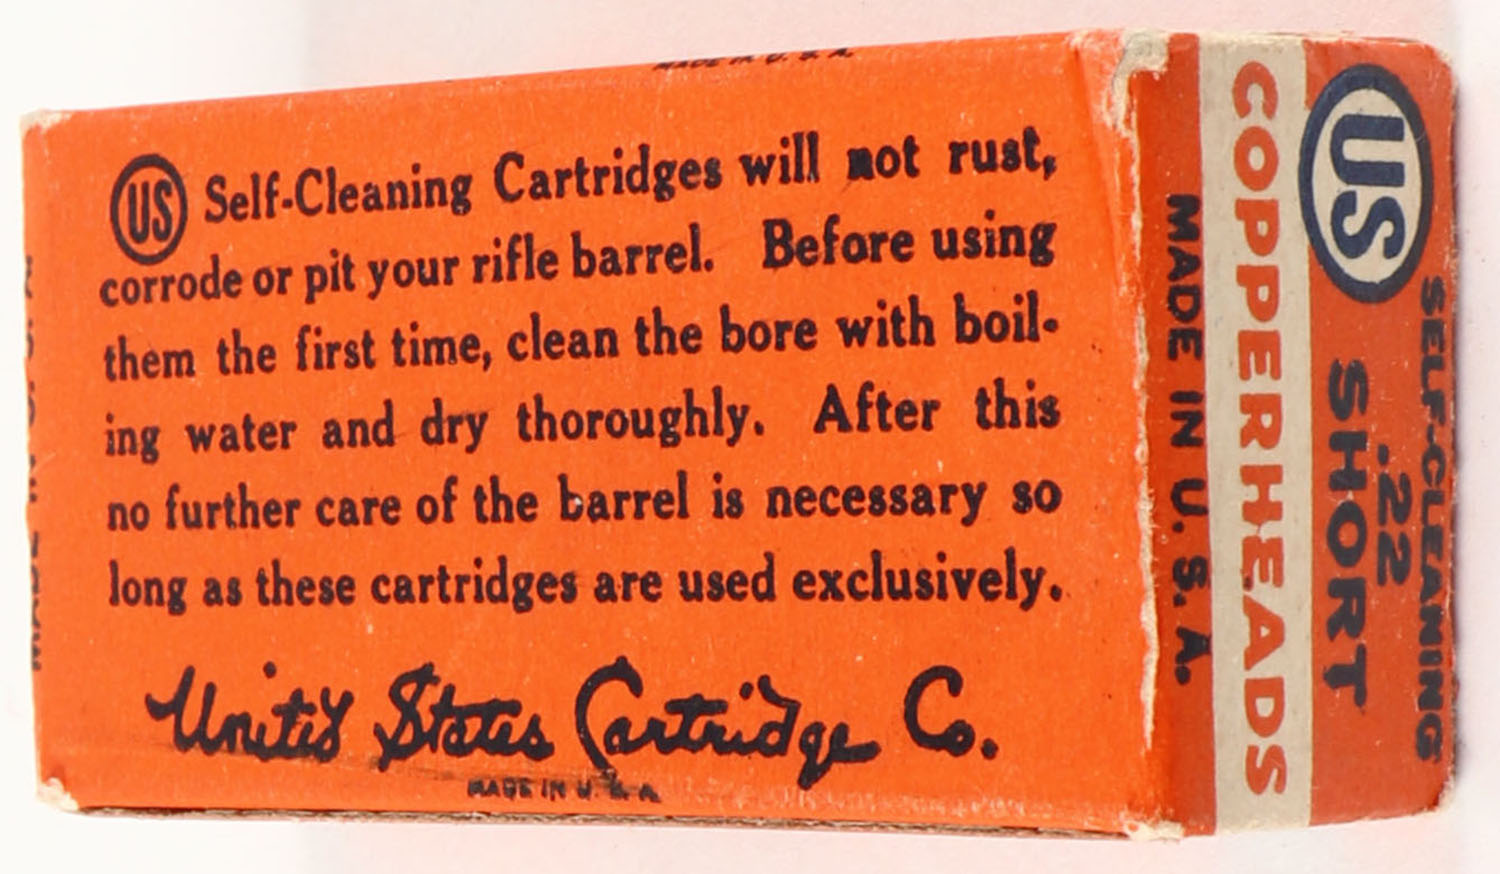 MADE IN U. S. A.
US Self-Cleaning Cartridges will not rust,
corrode or pit your rifle barrel. Before using
them the first time, clean the bore with boil-
ing water and dry thoroughly. After this
no further care of the barrel is necessary so
long as these cartridges are used exclusively.
United States Cartridge Co.
MADE IN U. S. A.
MADE IN U. S. A.
COPPERHEADS
US
.22
SHORT
SELF-CLEANING